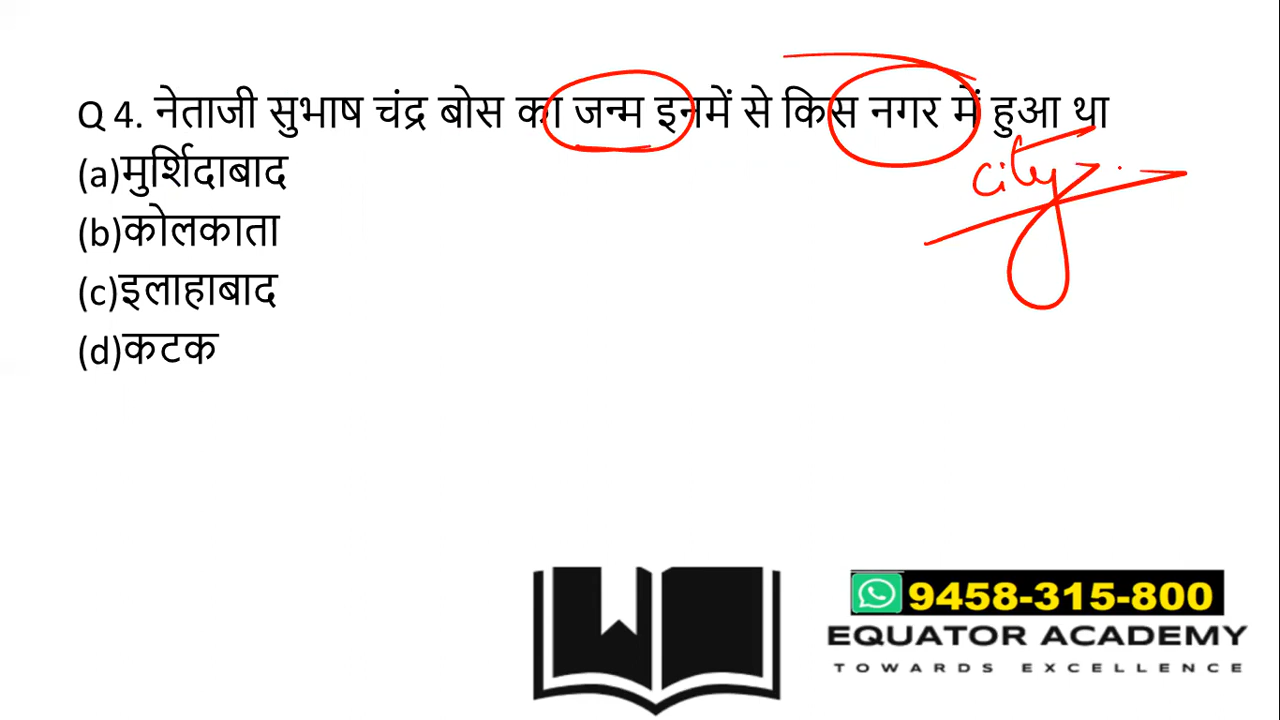 Q 4. नेताजी सुभाष चंद्र बोस का जन्म इनमें से किस नगर में हुआ था
city
(a)मुर्शिदाबाद
(b)कोलकाता
(c)इलाहाबाद
(d)कटक
9458-315-800
EQUATOR ACADEMY
TOWARDS EXCELLENCE